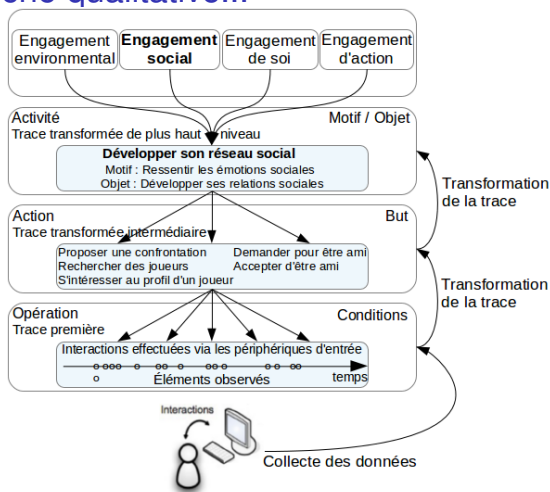 Engagement environmental
Engagement social
Engagement de soi
Engagement d'action
Activité
Motif / Objet
Trace transformée de plus haut niveau
Développer son réseau social
Motif : Ressentir les émotions sociales
Objet : Développer ses relations sociales
Transformation
de la trace
Action
But
Trace transformée intermédiaire
Proposer une confrontation
Demander pour être ami
Rechercher des joueurs
Accepter d'être ami
S'intéresser au profil d'un joueur
Transformation
de la trace
Opération
Conditions
Trace première
Interactions effectuées via les périphériques d'entrée
Éléments observés
temps
Interactions
Collecte des données